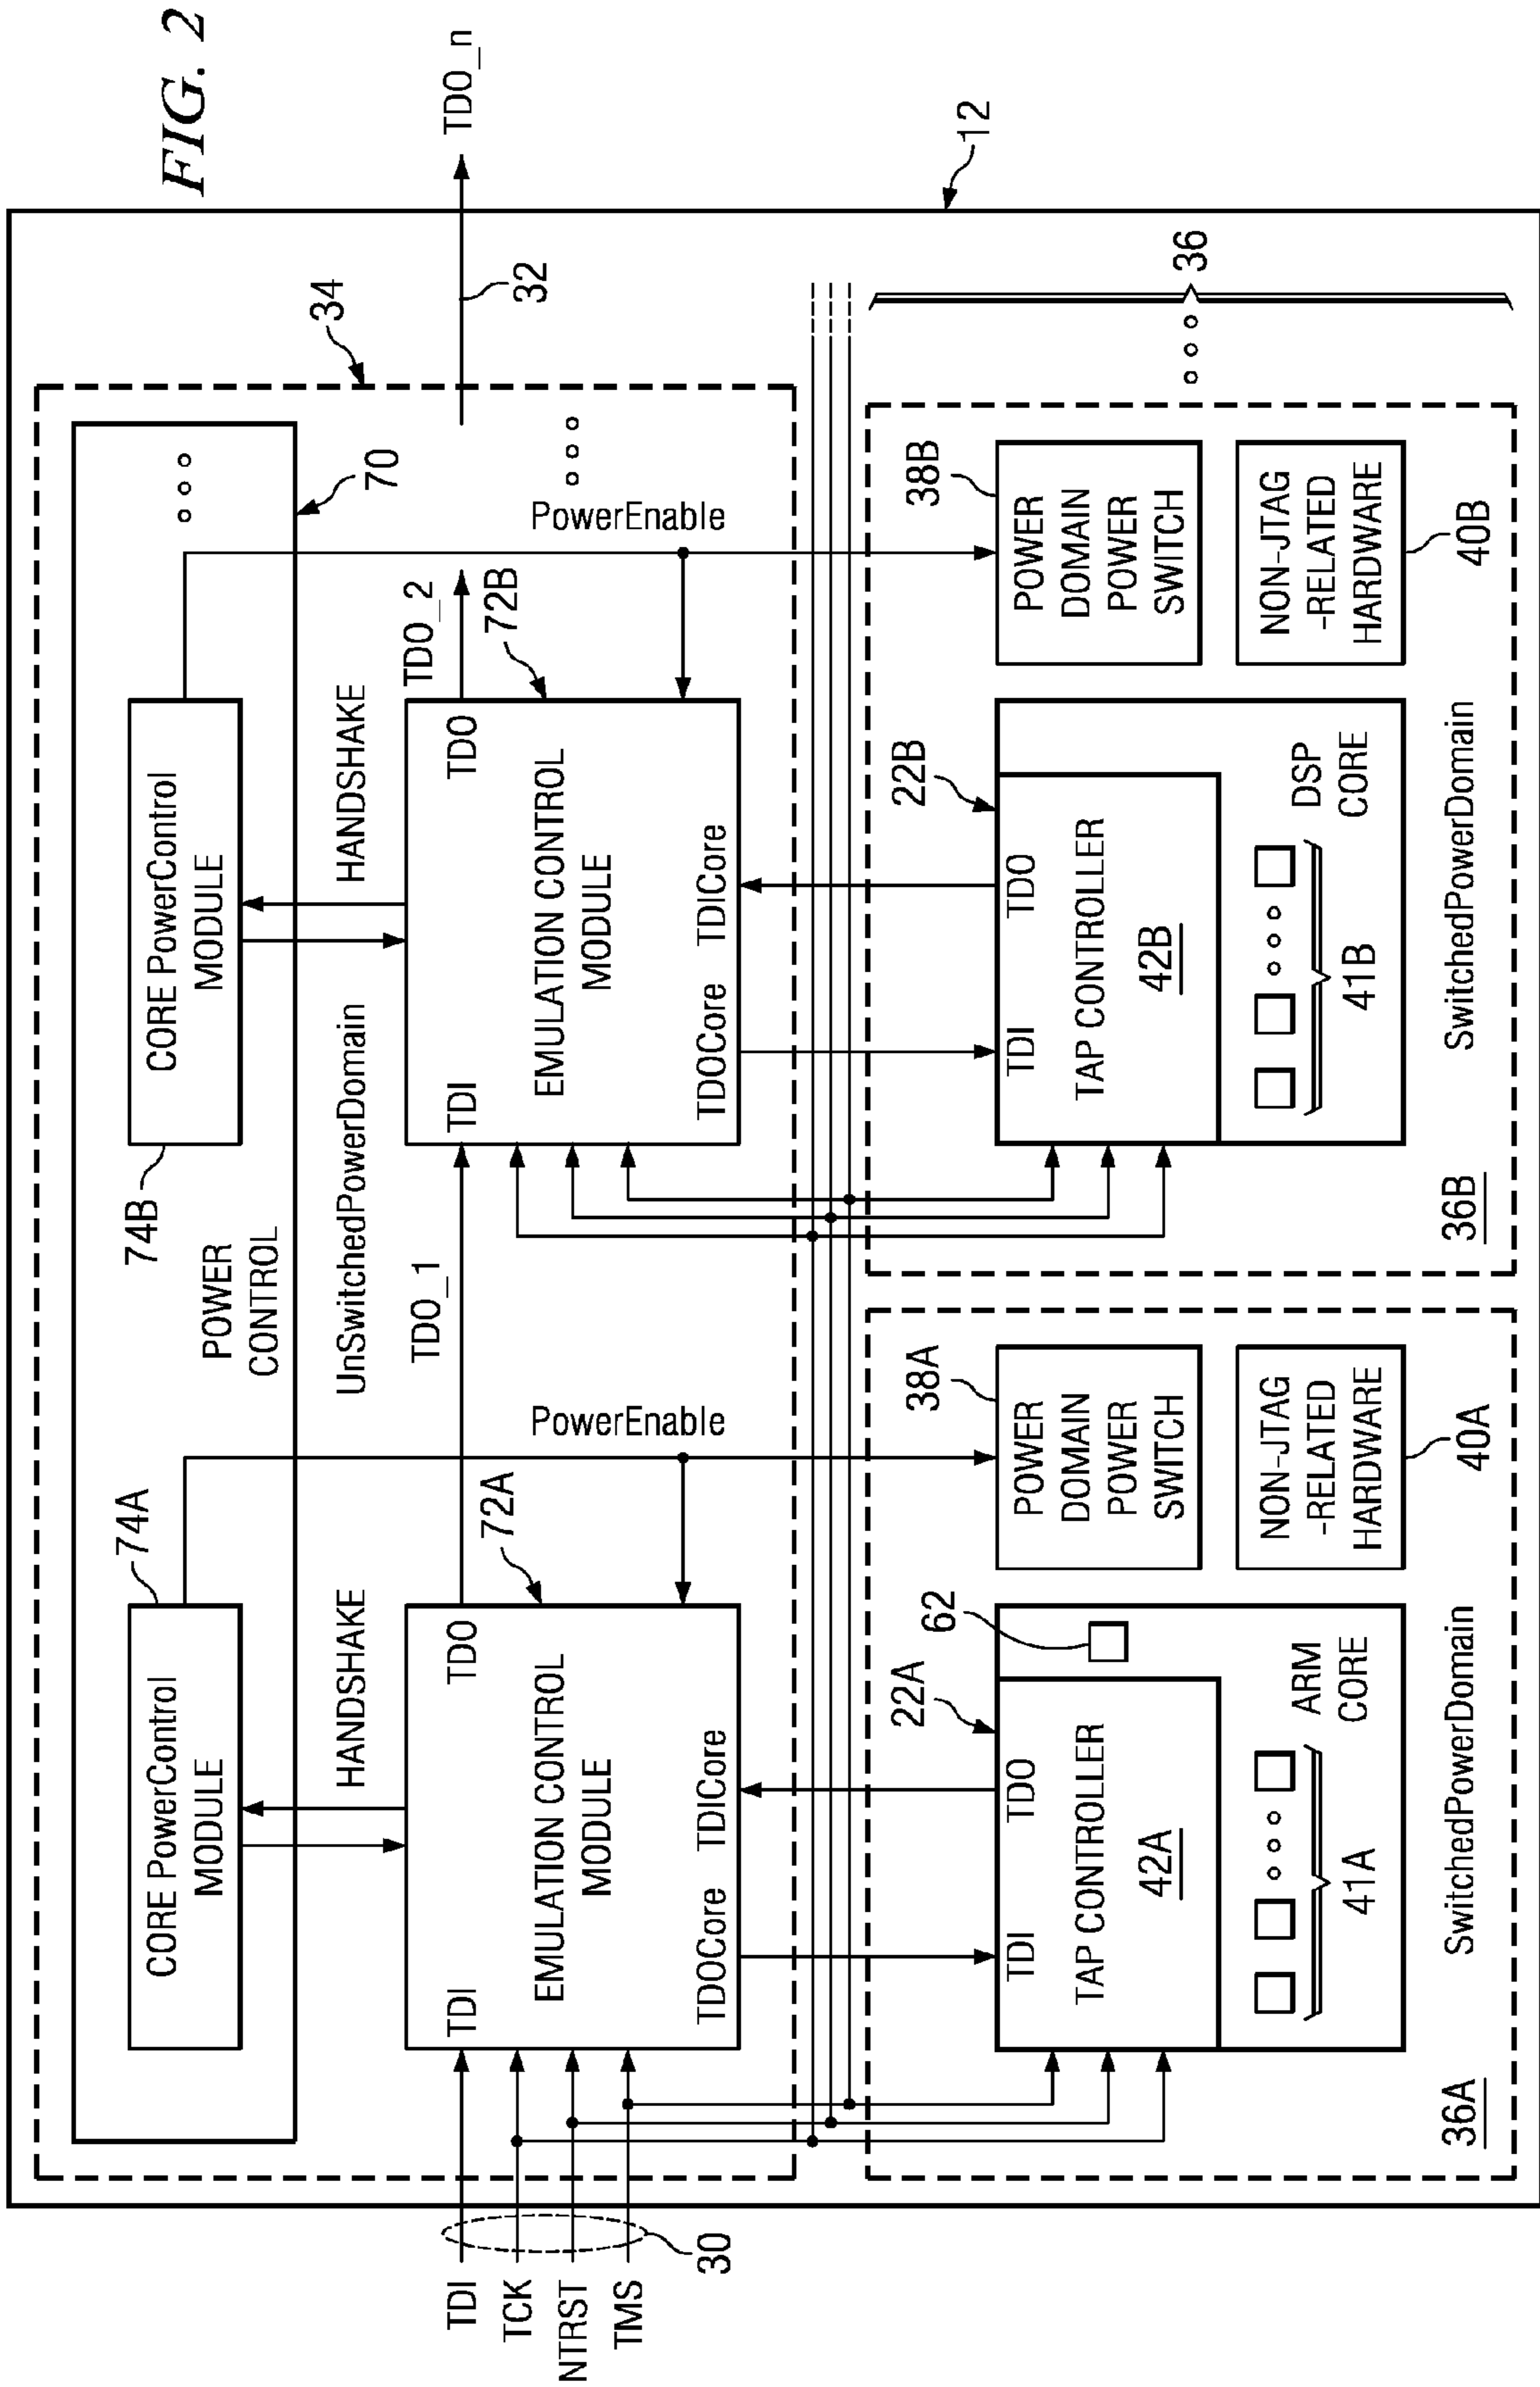 FIG. 2
74A
CORE PowerControl
MODULE
74B
CORE PowerControl
MODULE
POWER
CONTROL
70
34
HANDSHAKE
UnSwitchedPowerDomain
HANDSHAKE
TDI
TCK
NTRST
TMS
30
TDI
TDO
EMULATION CONTROL
MODULE
TDOCore
TDICore
72A
TDO_1
PowerEnable
TDI
TDO
EMULATION CONTROL
MODULE
TDOCore
TDICore
TDO_2
72B
PowerEnable
32
TDO_n
12
22A
62
38A
TDI
TDO
TAP CONTROLLER
42A
ARM
CORE
41A
POWER
DOMAIN
POWER
SWITCH
NON-JTAG
-RELATED
HARDWARE
40A
36A
SwitchedPowerDomain
22B
38B
TDI
TDO
TAP CONTROLLER
42B
DSP
CORE
41B
POWER
DOMAIN
POWER
SWITCH
NON-JTAG
-RELATED
HARDWARE
40B
36B
SwitchedPowerDomain
36